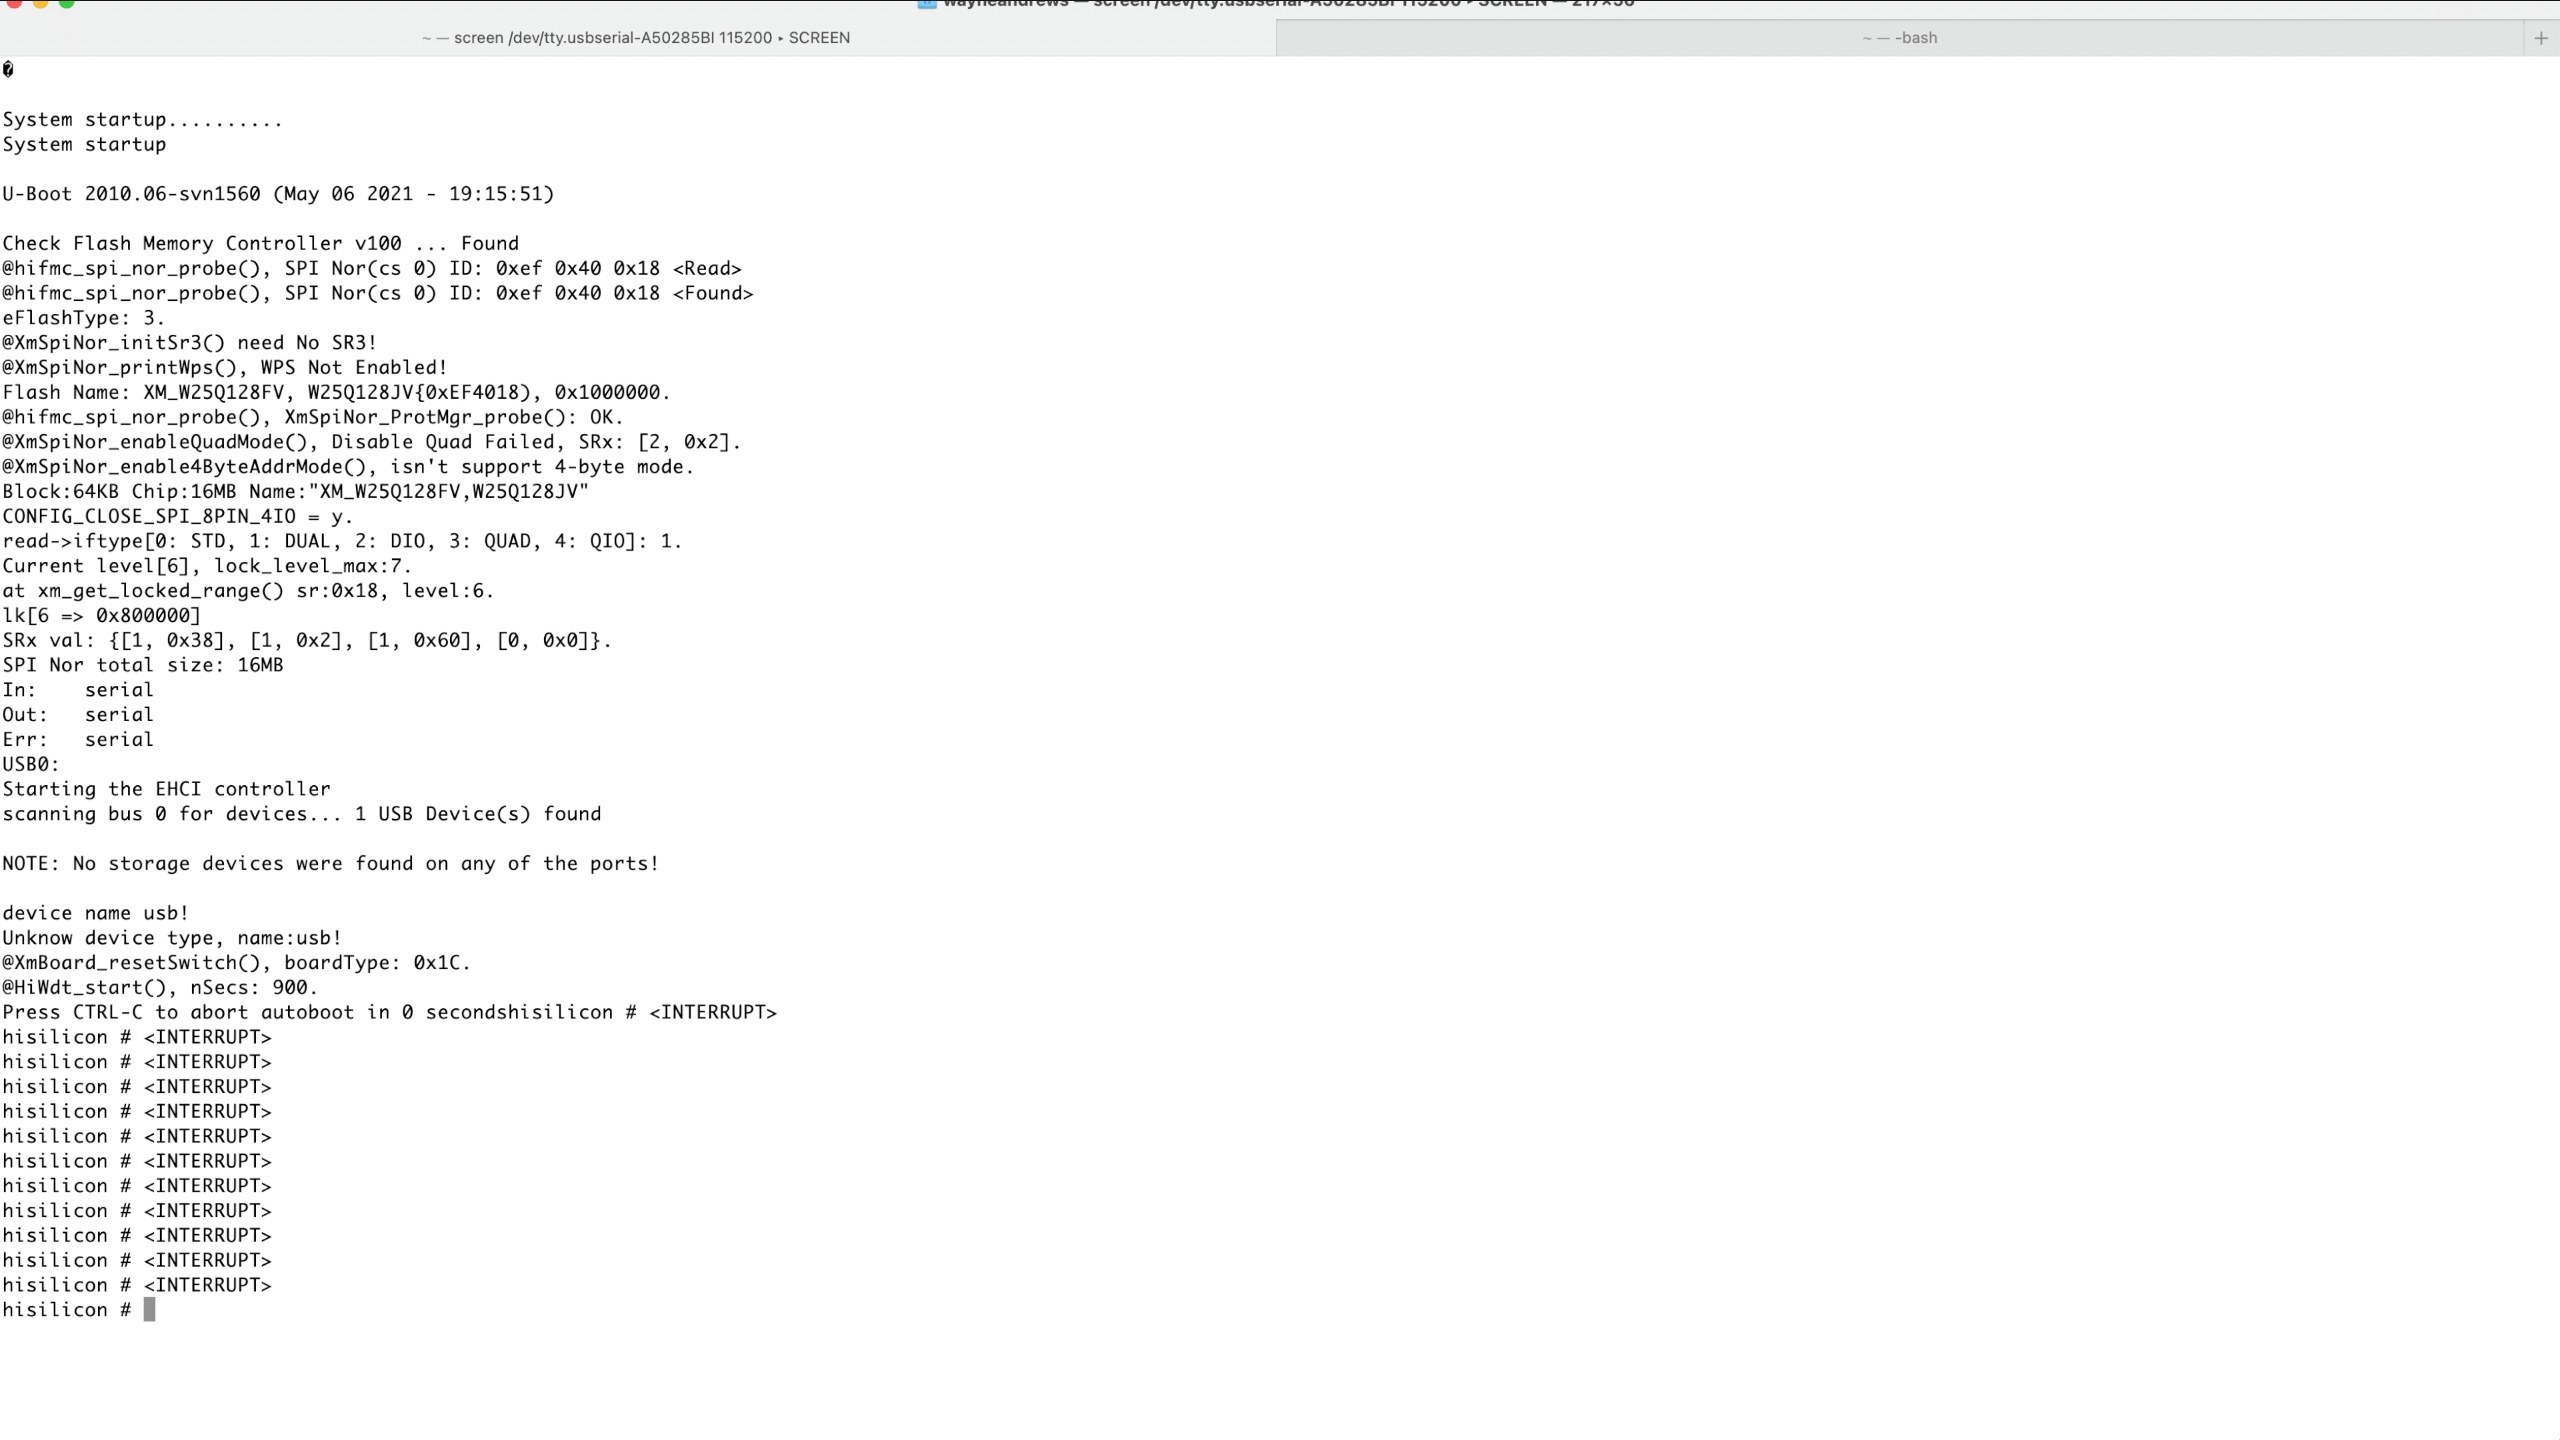 wayneandrews — screen /dev/tty.usbserial-A50285BI 115200 ▸ SCREEN — 217×56
~ — screen /dev/tty.usbserial-A50285BI 115200 ▸ SCREEN
~ — -bash
+
�
System startup..........
System startup
U-Boot 2010.06-svn1560 (May 06 2021 - 19:15:51)
Check Flash Memory Controller v100 ... Found
@hifmc_spi_nor_probe(), SPI Nor(cs 0) ID: 0xef 0x40 0x18 <Read>
@hifmc_spi_nor_probe(), SPI Nor(cs 0) ID: 0xef 0x40 0x18 <Found>
eFlashType: 3.
@XmSpiNor_initSr3() need No SR3!
@XmSpiNor_printWps(), WPS Not Enabled!
Flash Name: XM_W25Q128FV, W25Q128JV{0xEF4018), 0x1000000.
@hifmc_spi_nor_probe(), XmSpiNor_ProtMgr_probe(): OK.
@XmSpiNor_enableQuadMode(), Disable Quad Failed, SRx: [2, 0x2].
@XmSpiNor_enable4ByteAddrMode(), isn't support 4-byte mode.
Block:64KB Chip:16MB Name:"XM_W25Q128FV,W25Q128JV"
CONFIG_CLOSE_SPI_8PIN_4IO = y.
read->iftype[0: STD, 1: DUAL, 2: DIO, 3: QUAD, 4: QIO]: 1.
Current level[6], lock_level_max:7.
at xm_get_locked_range() sr:0x18, level:6.
lk[6 => 0x800000]
SRx val: {[1, 0x38], [1, 0x2], [1, 0x60], [0, 0x0]}.
SPI Nor total size: 16MB
In:    serial
Out:   serial
Err:   serial
USB0:
Starting the EHCI controller
scanning bus 0 for devices... 1 USB Device(s) found
NOTE: No storage devices were found on any of the ports!
device name usb!
Unknow device type, name:usb!
@XmBoard_resetSwitch(), boardType: 0x1C.
@HiWdt_start(), nSecs: 900.
Press CTRL-C to abort autoboot in 0 secondshisilicon # <INTERRUPT>
hisilicon # <INTERRUPT>
hisilicon # <INTERRUPT>
hisilicon # <INTERRUPT>
hisilicon # <INTERRUPT>
hisilicon # <INTERRUPT>
hisilicon # <INTERRUPT>
hisilicon # <INTERRUPT>
hisilicon # <INTERRUPT>
hisilicon # <INTERRUPT>
hisilicon # <INTERRUPT>
hisilicon # <INTERRUPT>
hisilicon #